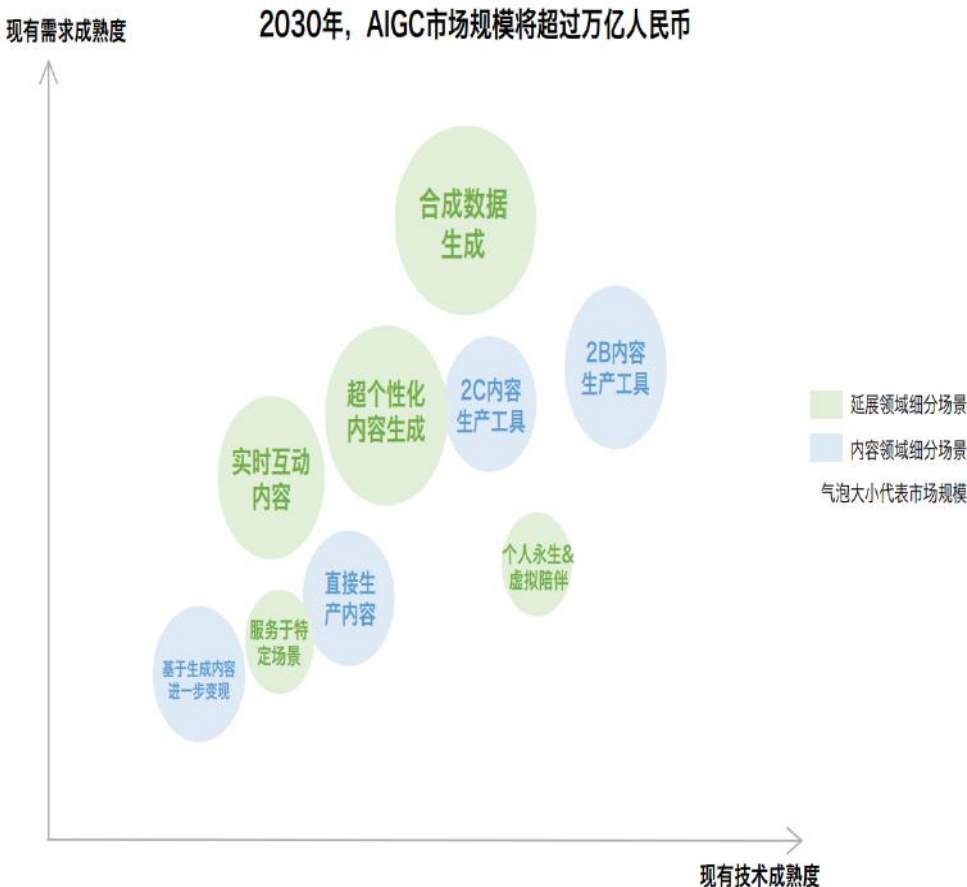 2030年，AIGC市场规模将超过万亿人民币
现有需求成熟度
合成数据
生成
2B内容
生产工具
超个性化
内容生成
2C内容
生产工具
实时互动
内容
个人永生&
虚拟陪伴
直接生
产内容
服务于特
定场景
基于生成内容
进一步变现
延展领域细分场景
内容领域细分场景
气泡大小代表市场规模
现有技术成熟度